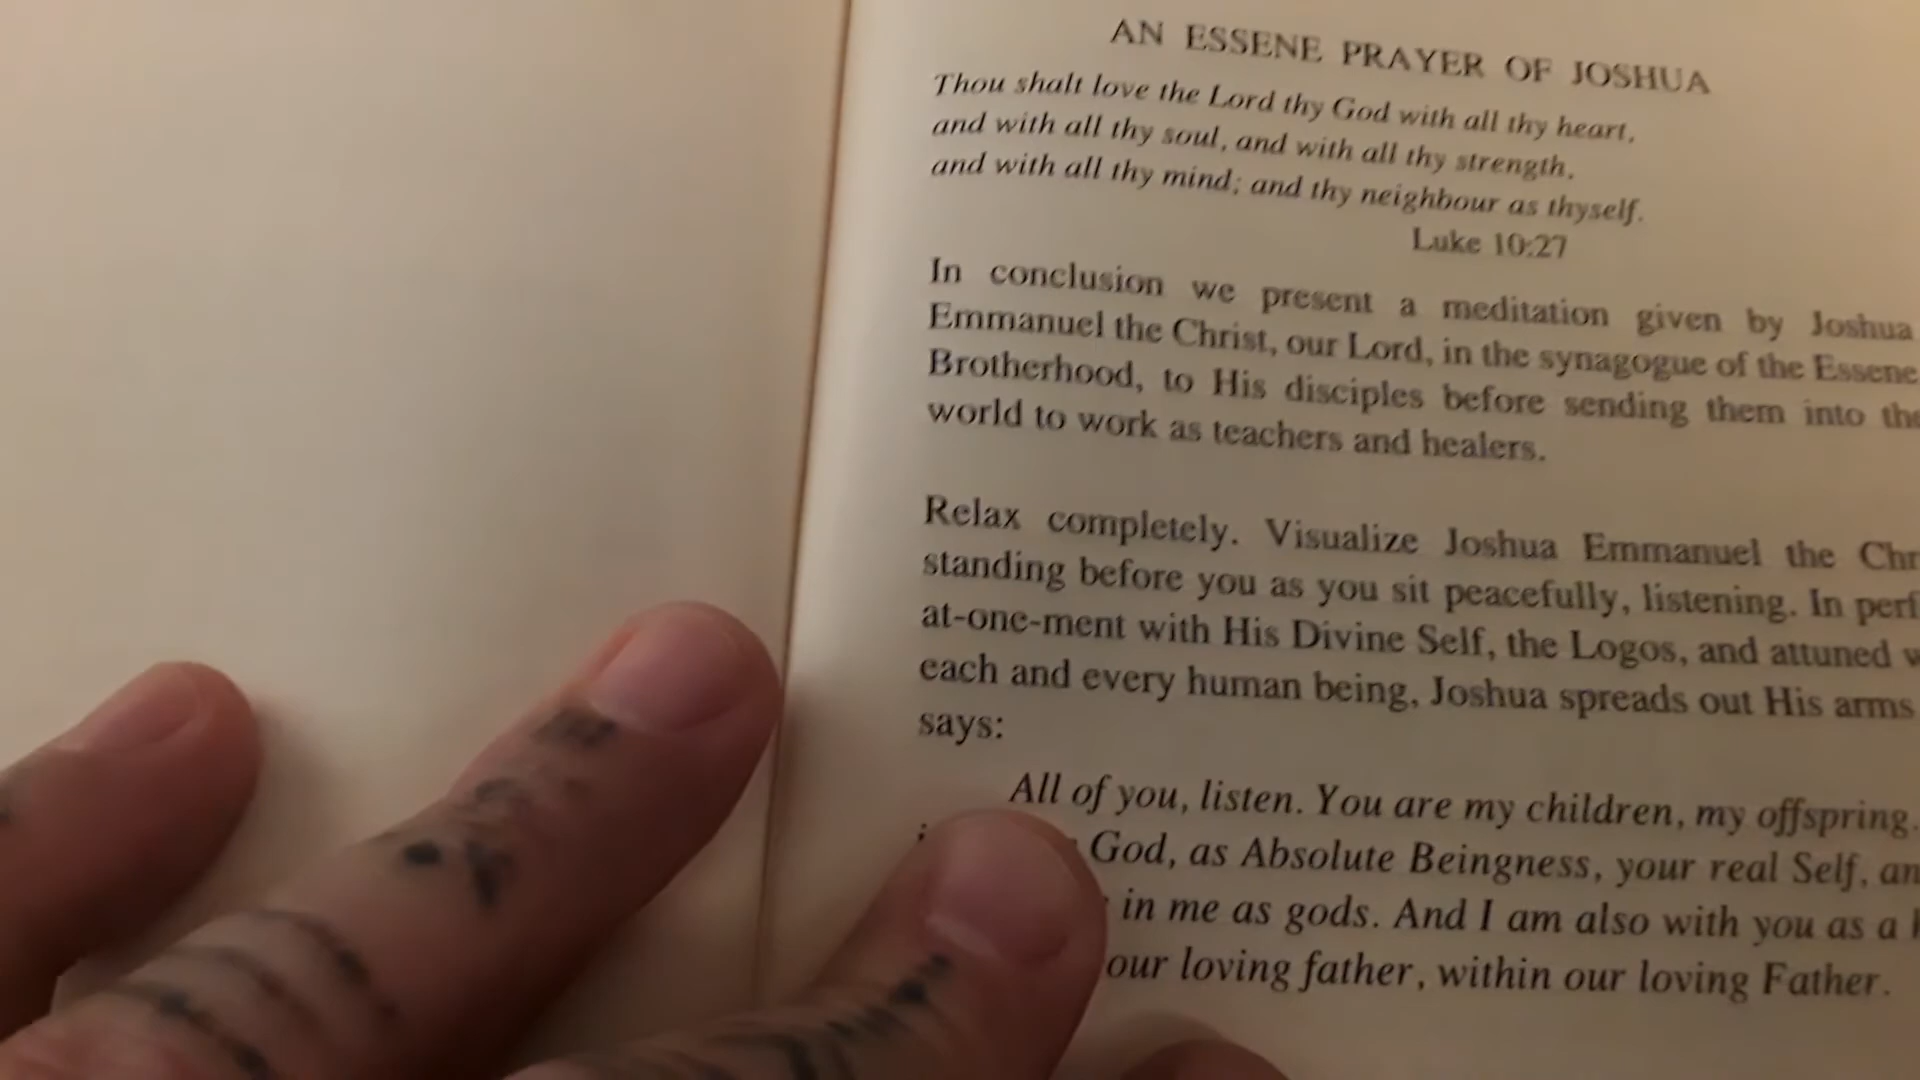 AN ESSENE PRAYER OF JOSHUA
Thou shalt love the Lord thy God with all thy heart,
and with all thy soul, and with all thy strength,
and with all thy mind; and thy neighbour as thyself.
Luke 10:27
In conclusion we present a meditation given by Joshua
Emmanuel the Christ, our Lord, in the synagogue of the Essene
Brotherhood, to His disciples before sending them into the
world to work as teachers and healers.
Relax completely. Visualize Joshua Emmanuel the
standing before you as you sit peacefully, listening. In
at-one-ment with His Divine Self, the Logos, and attuned
each and every human being, Joshua spreads out His arms
says:
All of you, listen. You are my children, my offspring.
God, as Absolute Beingness, your real Self,
in me as gods. And I am also with you as a
our loving father, within our loving Father.